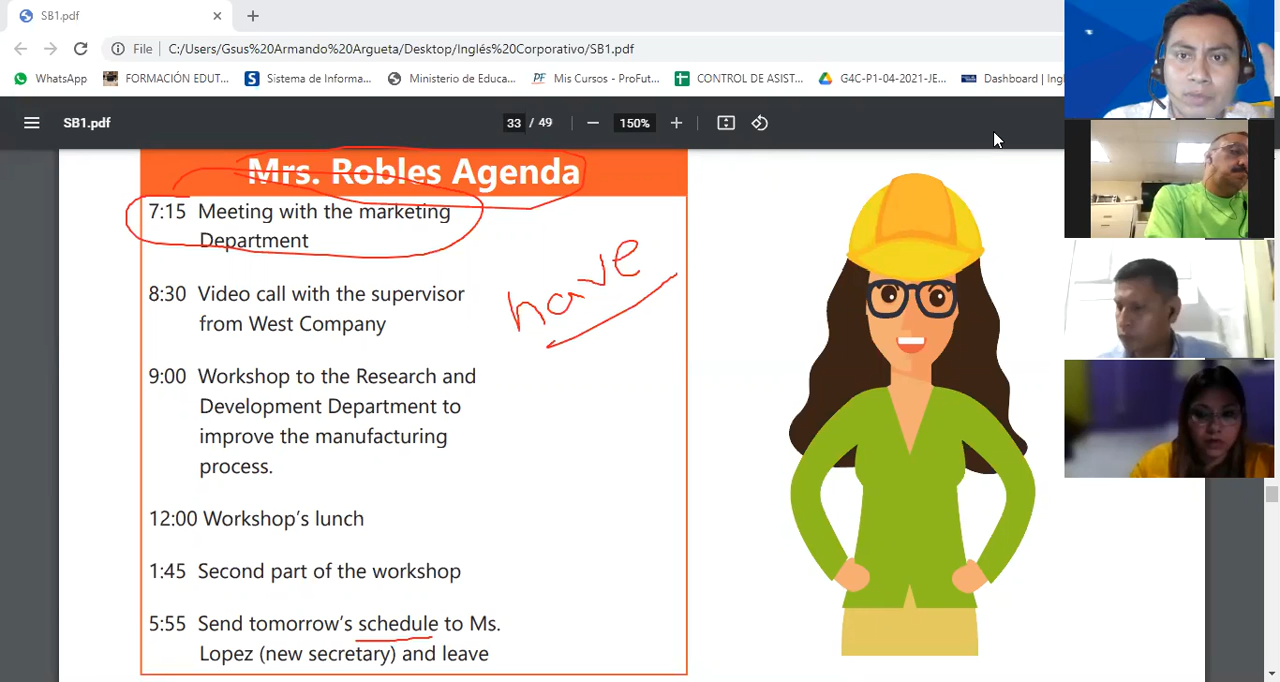 SB1.pdf
File
C:/Users/Gsus%20Armando%20Argueta/Desktop/Inglés%20Corporativo/SB1.pdf
WhatsApp
FORMACIÓN EDUT...
Sistema de Informa...
Ministerio de Educa...
PF Mis Cursos - ProFut...
CONTROL DE ASIST...
G4C-P1-04-2021-JE...
Dashboard | Ingl
SB1.pdf
33 / 49
150%
Mrs. Robles Agenda
7:15 Meeting with the marketing
Department
8:30 Video call with the supervisor
from West Company
9:00 Workshop to the Research and
Development Department to
improve the manufacturing
process.
12:00 Workshop's lunch
1:45 Second part of the workshop
5:55 Send tomorrow's schedule to Ms.
Lopez (new secretary) and leave
have